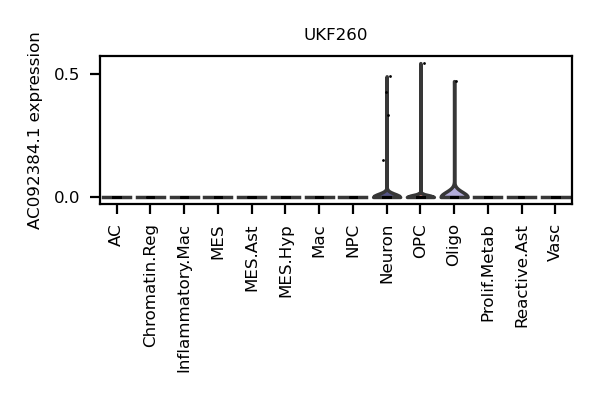 UKF260
AC092384.1 expression
0.5
0.0
AC
Chromatin.Reg
Inflammatory.Mac
MES
MES.Ast
MES.Hyp
Mac
NPC
Neuron
OPC
Oligo
Prolif.Metab
Reactive.Ast
Vasc